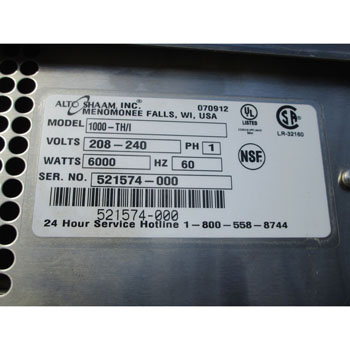 ALTO SHAAM, INC.
MENOMONEE FALLS, WI, USA
070912
MODEL 1000-TH/I
VOLTS 208-240 PH 1
WATTS 6000 HZ 60
SER. NO. 521574-000
521574-000
24 Hour Service Hotline 1-800-558-8744
UL
LISTED
SA
LR-32160
NSF